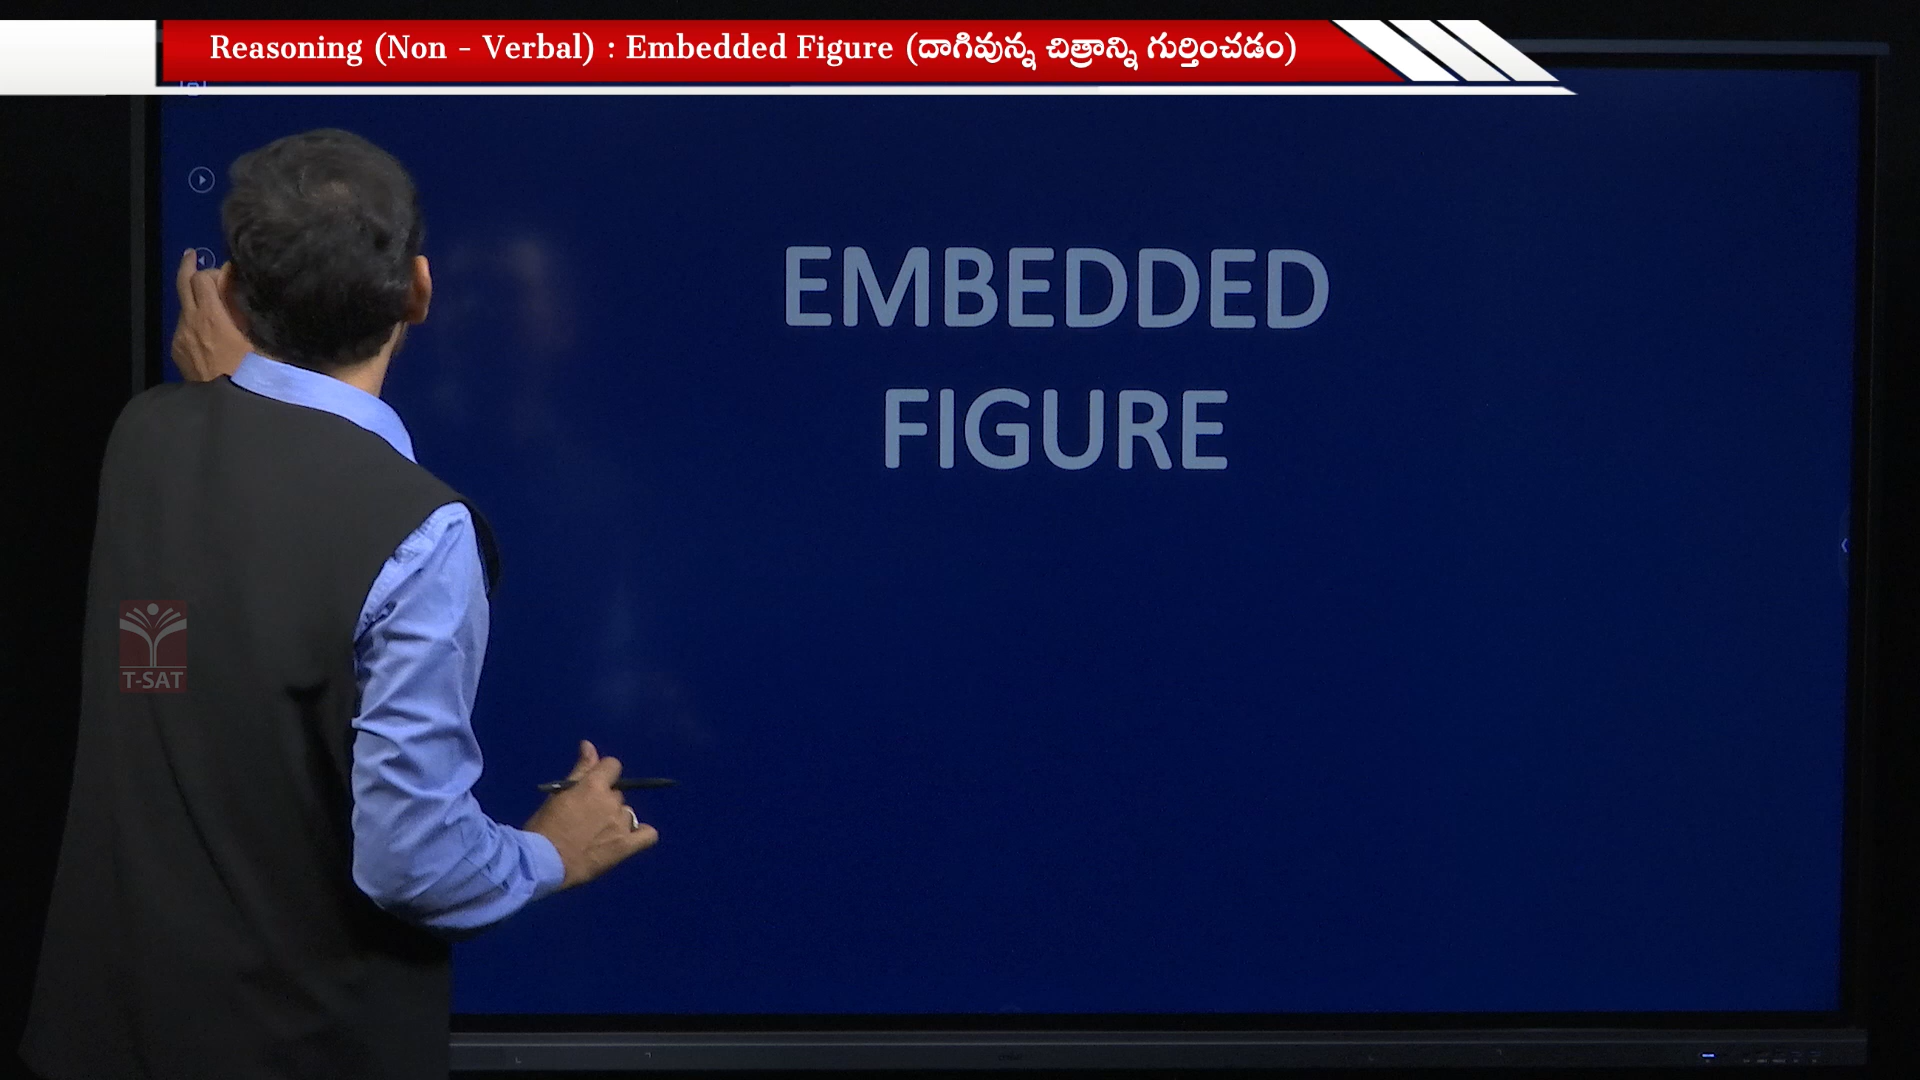 Reasoning (Non - Verbal) : Embedded Figure (దాగివున్న చిత్రాన్ని గుర్తించడం)
EMBEDDED
FIGURE
T-SAT